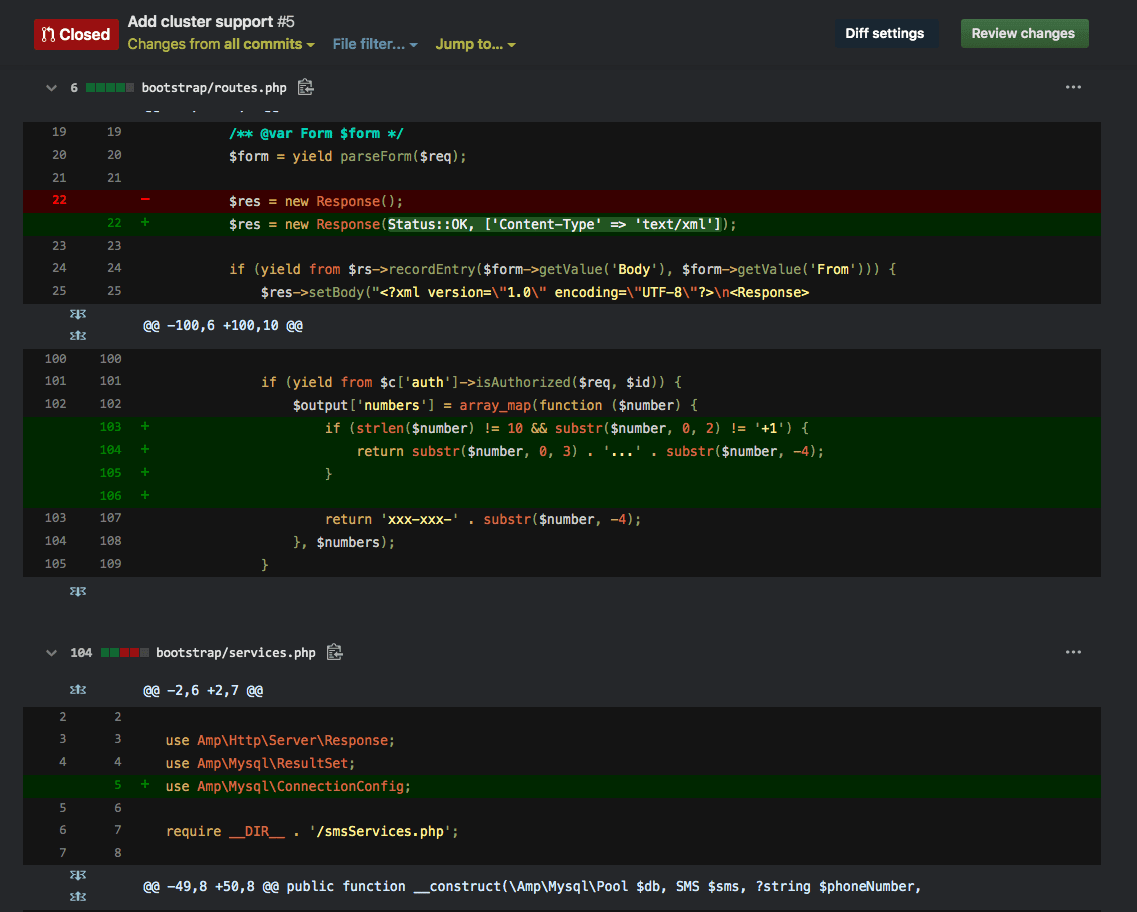 Closed
Add cluster support #5
Changes from all commits File filter... Jump to...
Diff settings
Review changes
6 bootstrap/routes.php
19 19 /** @var Form $form */
20 20 $form = yield parseForm($req);
21 21
22 − $res = new Response();
22 + $res = new Response(Status::OK, ['Content-Type' => 'text/xml']);
23 23
24 24 if (yield from $rs->recordEntry($form->getValue('Body'), $form->getValue('From'))) {
25 25 $res->setBody("<?xml version=\"1.0\" encoding=\"UTF-8\"?>\n<Response>
@@ -100,6 +100,10 @@
100 100
101 101 if (yield from $c['auth']->isAuthorized($req, $id)) {
102 102 $output['numbers'] = array_map(function ($number) {
103 + if (strlen($number) != 10 && substr($number, 0, 2) != '+1') {
104 + return substr($number, 0, 3) . '...' . substr($number, -4);
105 + }
106 +
103 107 return 'xxx-xxx-' . substr($number, -4);
104 108 }, $numbers);
105 109 }
104 bootstrap/services.php
@@ -2,6 +2,7 @@
2 2
3 3 use Amp\Http\Server\Response;
4 4 use Amp\Mysql\ResultSet;
5 + use Amp\Mysql\ConnectionConfig;
5 6
6 7 require __DIR__ . '/smsServices.php';
7 8
@@ -49,8 +50,8 @@ public function __construct(\Amp\Mysql\Pool $db, SMS $sms, ?string $phoneNumber,